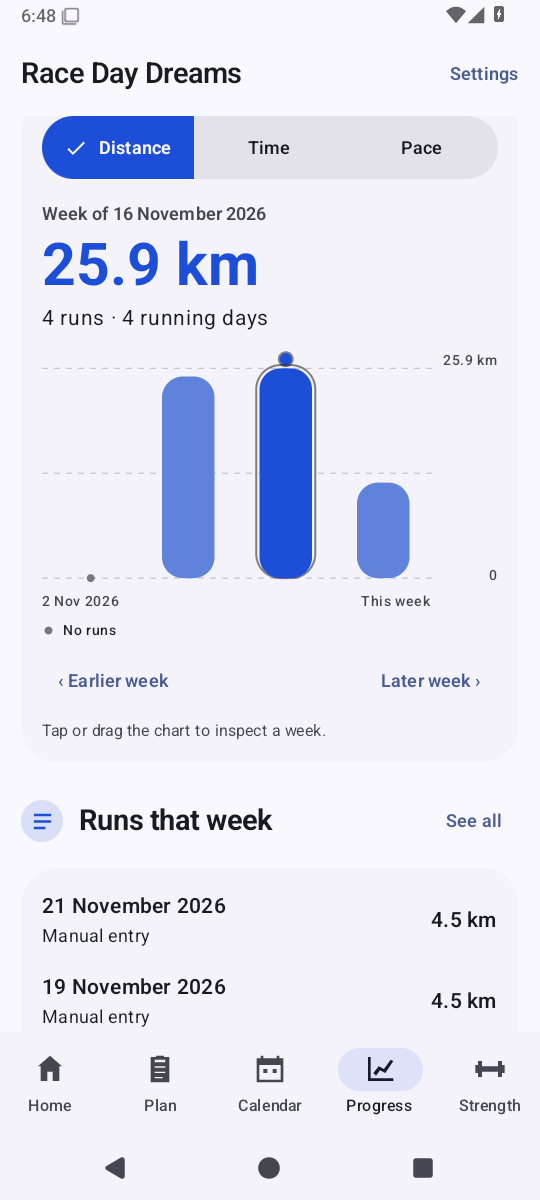 6:48
Race Day Dreams
Settings
Distance
Time
Pace
Week of 16 November 2026
25.9 km
4 runs · 4 running days
25.9 km
0
2 Nov 2026
This week
No runs
‹ Earlier week
Later week ›
Tap or drag the chart to inspect a week.
Runs that week
See all
21 November 2026
4.5 km
Manual entry
19 November 2026
4.5 km
Manual entry
Home
Plan
Calendar
Progress
Strength